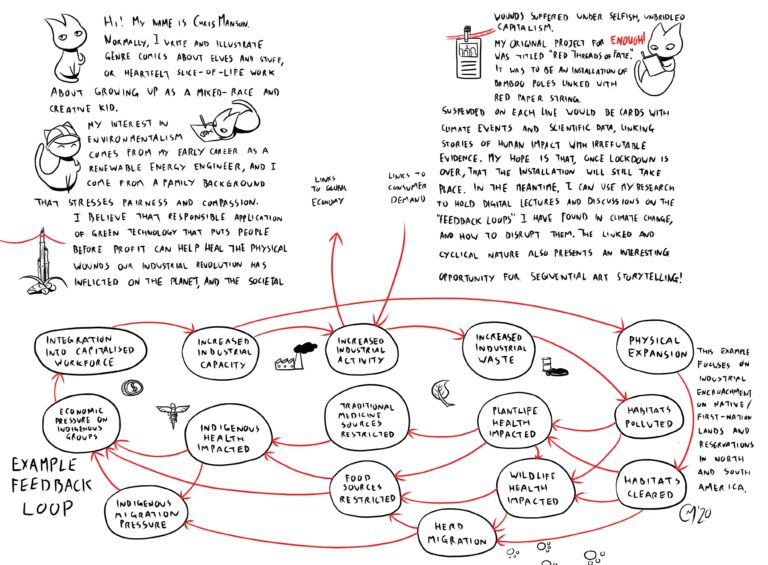 Hi! My name is Chris Manson.
Normally, I write and illustrate
genre comics about elves and stuff,
or heartfelt slice-of-life work
about growing up as a mixed-race and
creative kid.
My interest in
environmentalism
comes from my early career as a
renewable energy engineer, and I
come from a family background
that stresses fairness and compassion.
I believe that responsible application
of green technology that puts people
before profit can help heal the physical
wounds our industrial revolution has
inflicted on the planet, and the societal
wounds suffered under selfish, unbridled
capitalism.
My original project for ENOUGH!
was titled "Red Threads of Fate."
It was to be an installation of
bamboo poles linked with
red paper string.
Suspended on each line would be cards with
climate events and scientific data, linking
stories of human impact with irrefutable
evidence. My hope is that, once lockdown is
over, that the installation will still take
place. In the meantime, I can use my research
to hold digital lectures and discussions on the
"feedback loops" I have found in climate change,
and how to disrupt them. The linked and
cyclical nature also presents an interesting
opportunity for sequential art storytelling!
Links
to global
economy
Links to
consumer
demand
Integration
into capitalised
workforce
Increased
industrial
capacity
Increased
industrial
activity
Increased
industrial
waste
Physical
expansion
This example
focuses on
industrial
encroachment
on native/
first-nation
lands and
reservations
in North
and South
America.
Economic
pressure on
indigenous
groups
Indigenous
health
impacted
Traditional
medicine
sources
restricted
Plantlife
health
impacted
Habitats
polluted
Example
feedback
loop
Indigenous
migration
pressure
Food
sources
restricted
Wildlife
health
impacted
Habitats
cleared
Herd
migration
CM'20